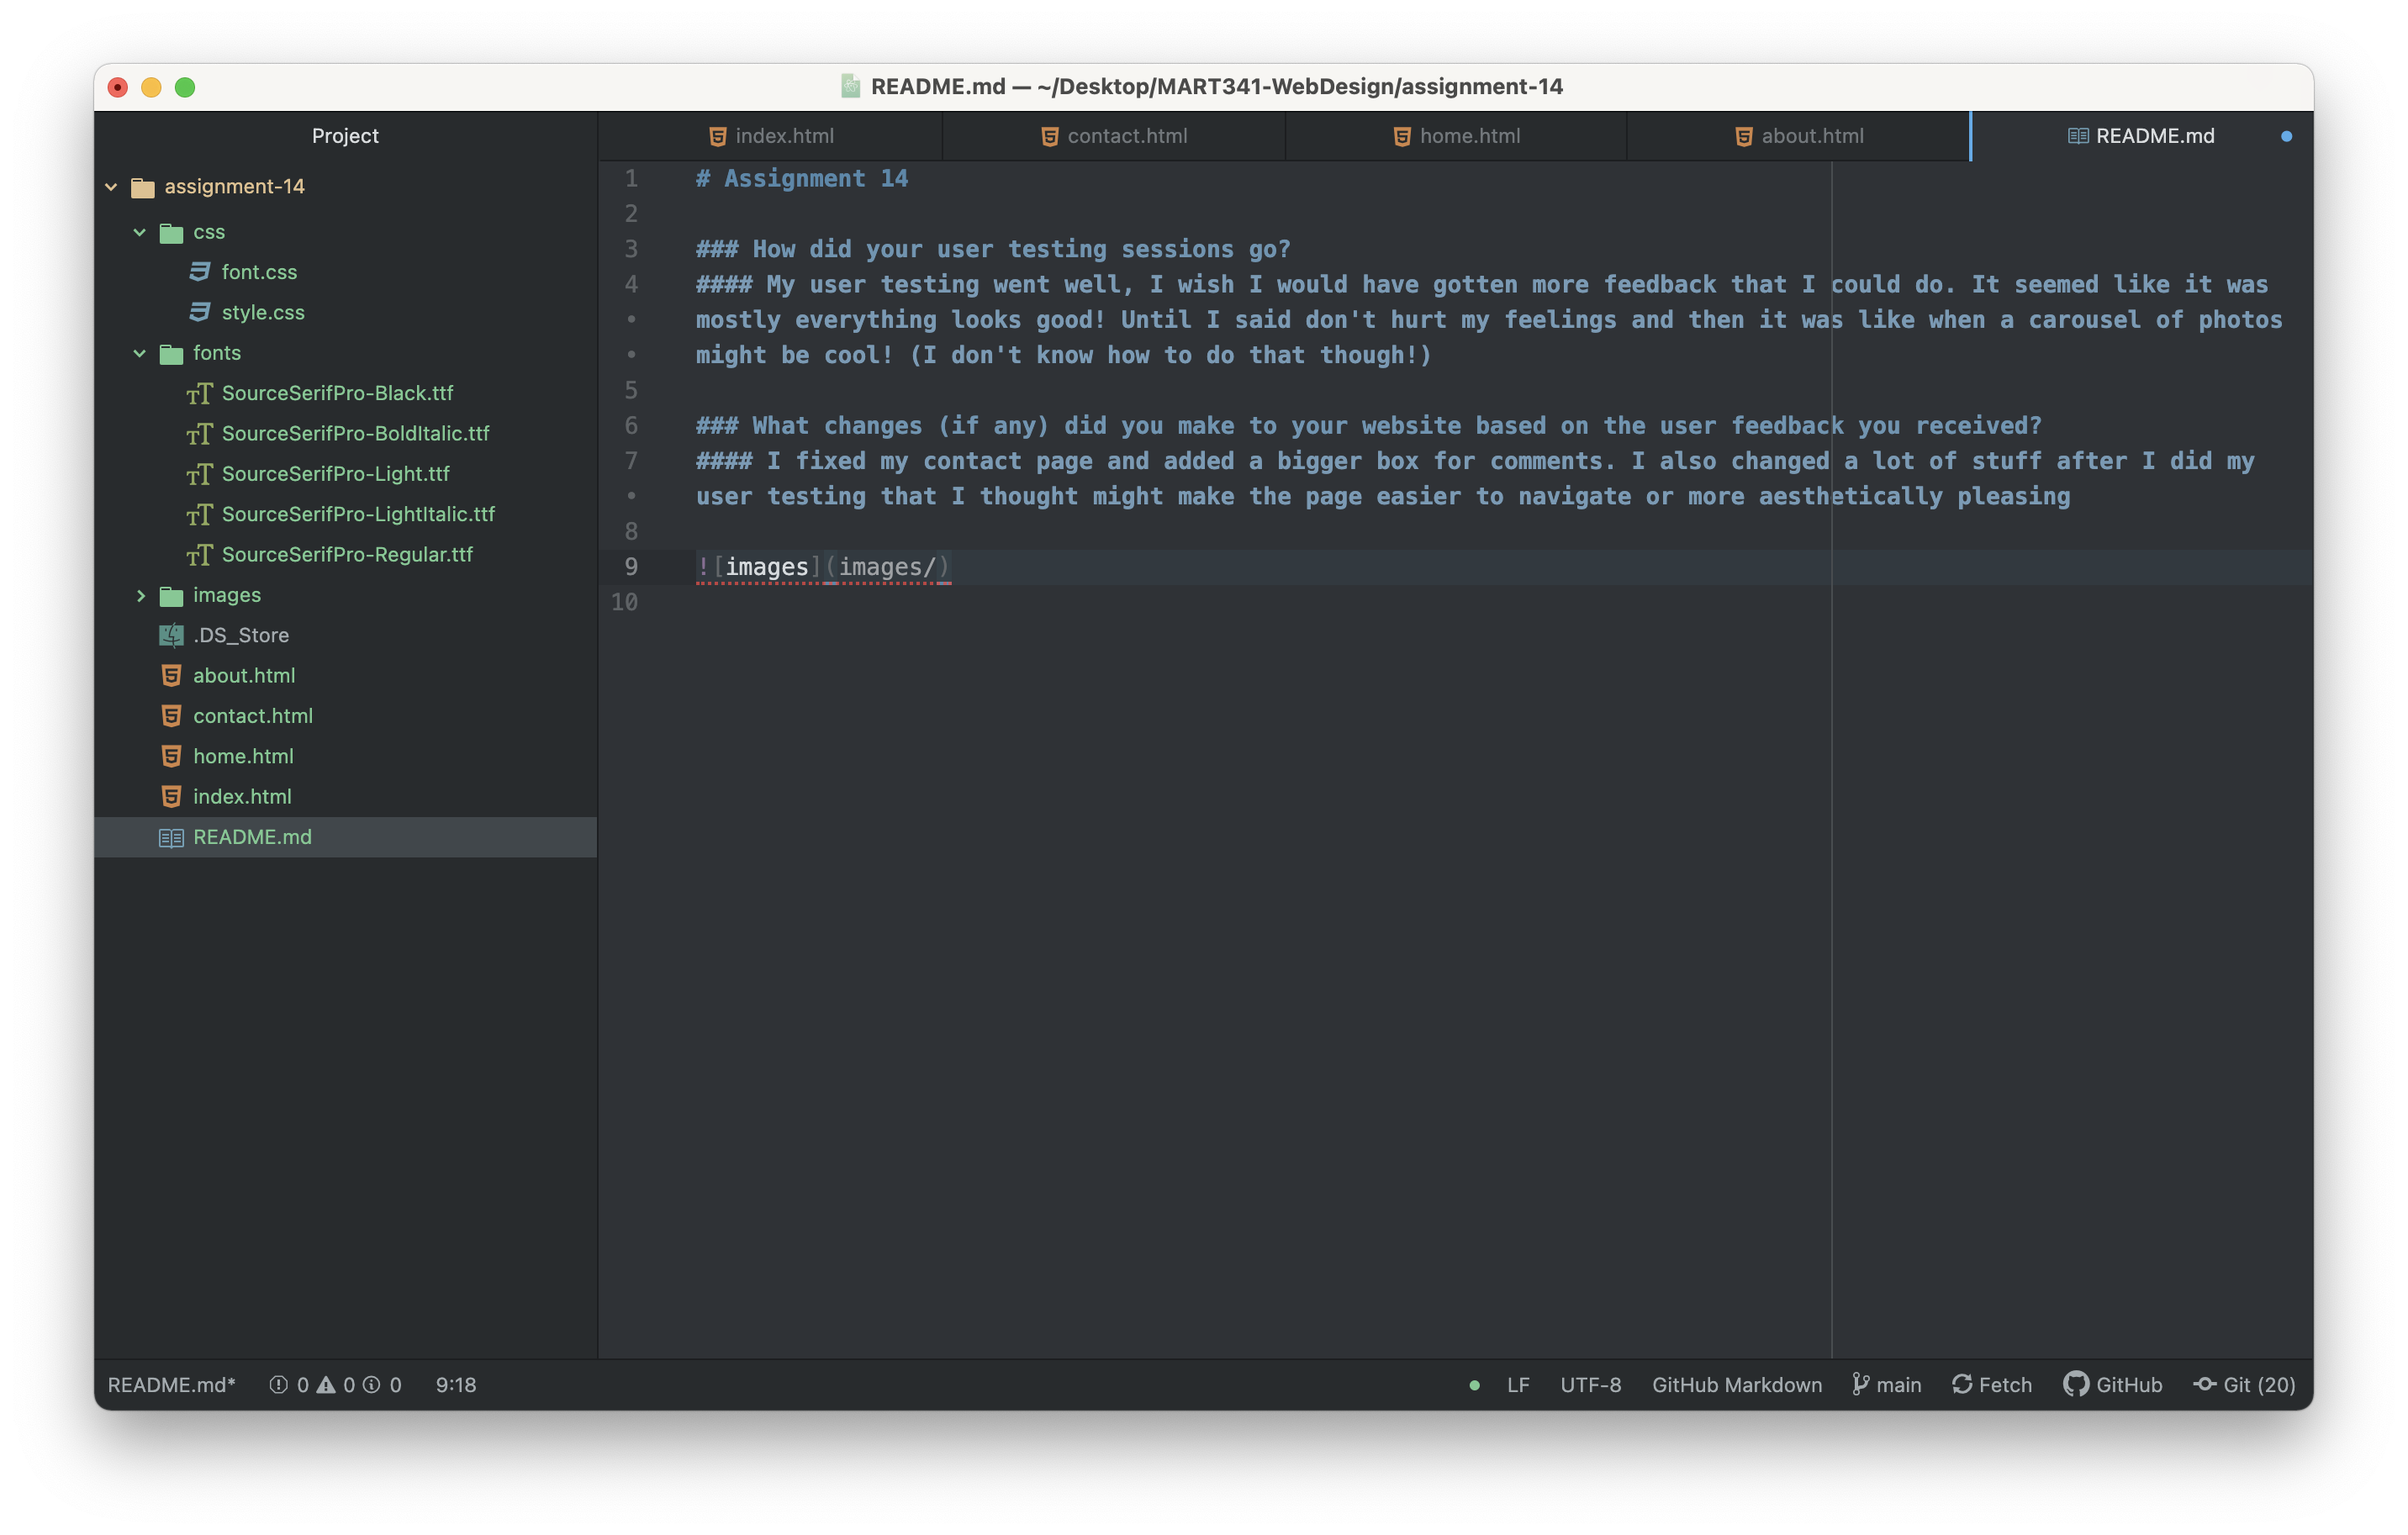 README.md — ~/Desktop/MART341-WebDesign/assignment-14
Project
index.html
contact.html
home.html
about.html
README.md
assignment-14
css
font.css
style.css
fonts
SourceSerifPro-Black.ttf
SourceSerifPro-BoldItalic.ttf
SourceSerifPro-Light.ttf
SourceSerifPro-LightItalic.ttf
SourceSerifPro-Regular.ttf
images
.DS_Store
about.html
contact.html
home.html
index.html
README.md
1 # Assignment 14
2
3 ### How did your user testing sessions go?
4 #### My user testing went well, I wish I would have gotten more feedback that I could do. It seemed like it was
• mostly everything looks good! Until I said don't hurt my feelings and then it was like when a carousel of photos
• might be cool! (I don't know how to do that though!)
5
6 ### What changes (if any) did you make to your website based on the user feedback you received?
7 #### I fixed my contact page and added a bigger box for comments. I also changed a lot of stuff after I did my
• user testing that I thought might make the page easier to navigate or more aesthetically pleasing
8
9 ![images](images/)
10
README.md* 0 0 0 9:18 LF UTF-8 GitHub Markdown main Fetch GitHub Git (20)